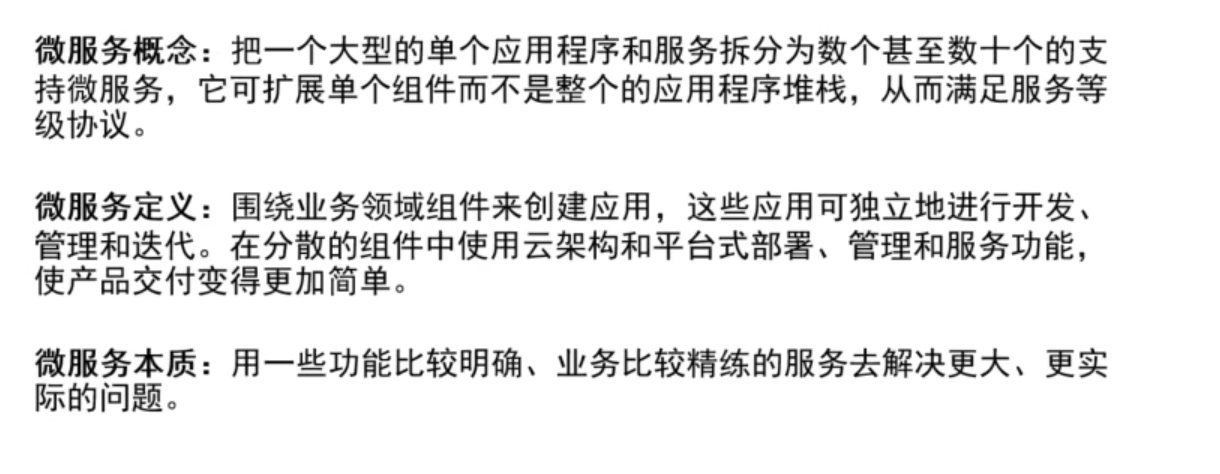 微服务概念：把一个大型的单个应用程序和服务拆分为数个甚至数十个的支
持微服务，它可扩展单个组件而不是整个的应用程序堆栈，从而满足服务等
级协议。
微服务定义：围绕业务领域组件来创建应用，这些应用可独立地进行开发、
管理和迭代。在分散的组件中使用云架构和平台式部署、管理和服务功能，
使产品交付变得更加简单。
微服务本质：用一些功能比较明确、业务比较精练的服务去解决更大、更实
际的问题。